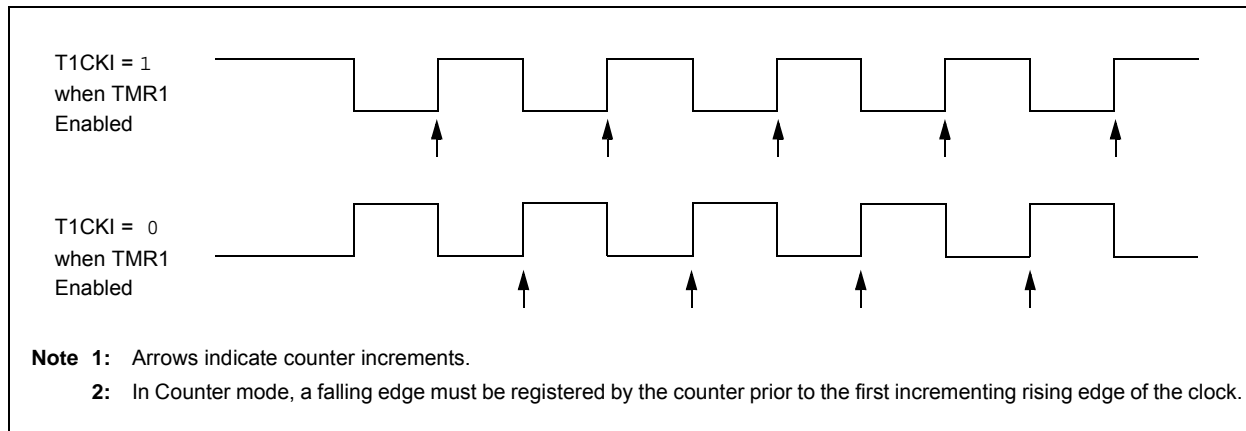 T1CKI = 1
when TMR1
Enabled
T1CKI = 0
when TMR1
Enabled
Note 1: Arrows indicate counter increments.
2: In Counter mode, a falling edge must be registered by the counter prior to the first incrementing rising edge of the clock.